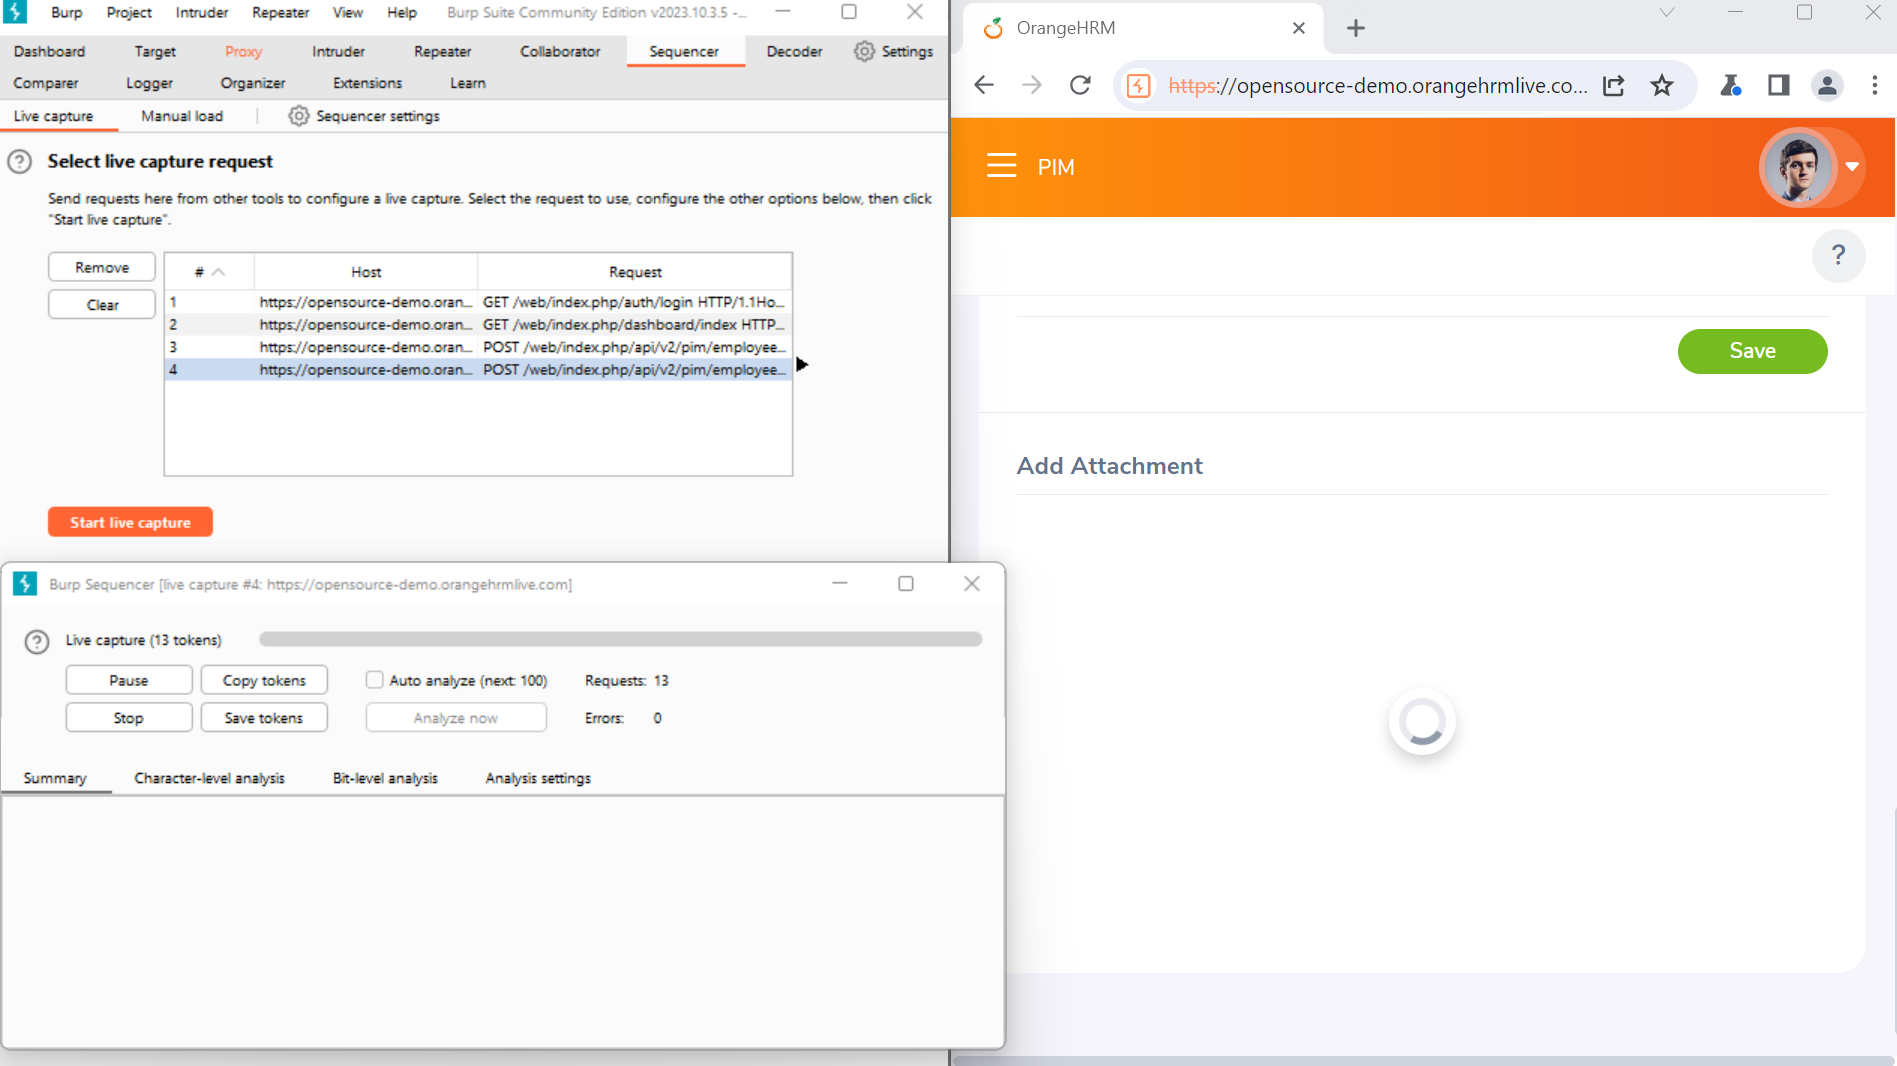 Burp Project Intruder Repeater View Help Burp Suite Community Edition v2023.10.3.5 -...
Dashboard Target Proxy Intruder Repeater Collaborator Sequencer Decoder Settings
Comparer Logger Organizer Extensions Learn
Live capture Manual load Sequencer settings
? Select live capture request
Send requests here from other tools to configure a live capture. Select the request to use, configure the other options below, then click
"Start live capture".
Remove
Clear
# Host Request
1 https://opensource-demo.oran... GET /web/index.php/auth/login HTTP/1.1Ho...
2 https://opensource-demo.oran... GET /web/index.php/dashboard/index HTTP...
3 https://opensource-demo.oran... POST /web/index.php/api/v2/pim/employee...
4 https://opensource-demo.oran... POST /web/index.php/api/v2/pim/employee...
Start live capture
Burp Sequencer [live capture #4: https://opensource-demo.orangehrmlive.com]
? Live capture (13 tokens)
Pause Copy tokens Auto analyze (next: 100) Requests: 13
Stop Save tokens Analyze now Errors: 0
Summary Character-level analysis Bit-level analysis Analysis settings
OrangeHRM
https://opensource-demo.orangehrmlive.co...
PIM
?
Save
Add Attachment